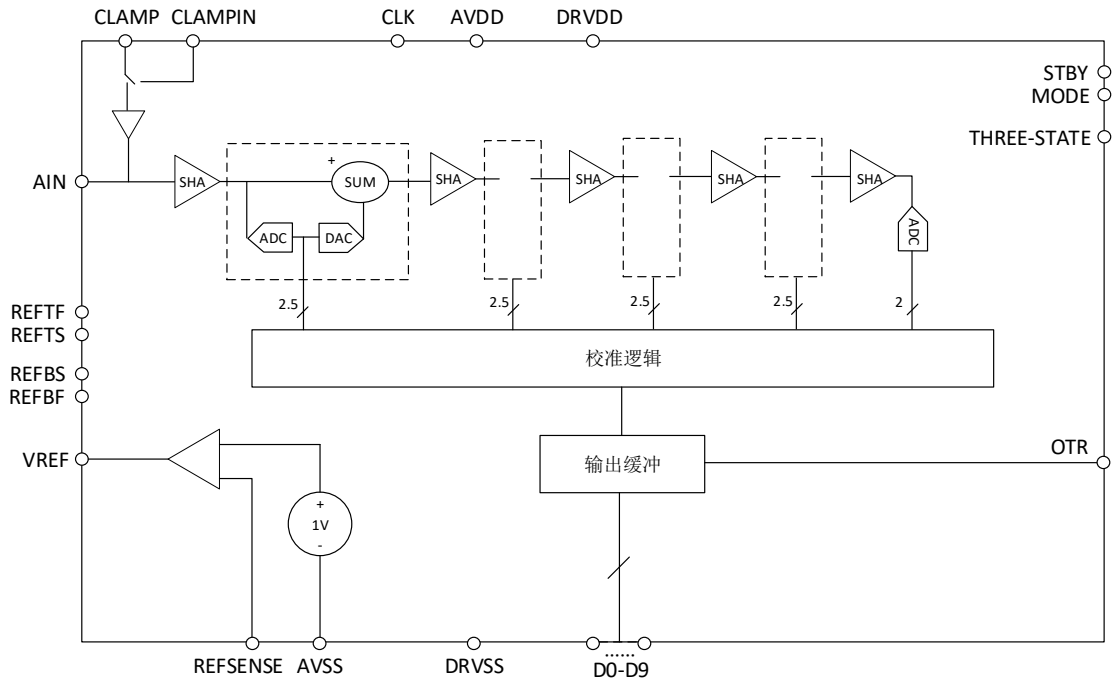 CLAMP CLAMPIN CLK AVDD DRVDD
STBY
MODE
THREE-STATE
AIN
SHA
+
SUM
SHA
SHA
SHA
SHA
ADC
DAC
ADC
2.5
2.5
2.5
2.5
2
REFTF
REFTS
REFBS
REFBF
校准逻辑
VREF
输出缓冲
OTR
+
1V
-
REFSENSE AVSS DRVSS D0-D9